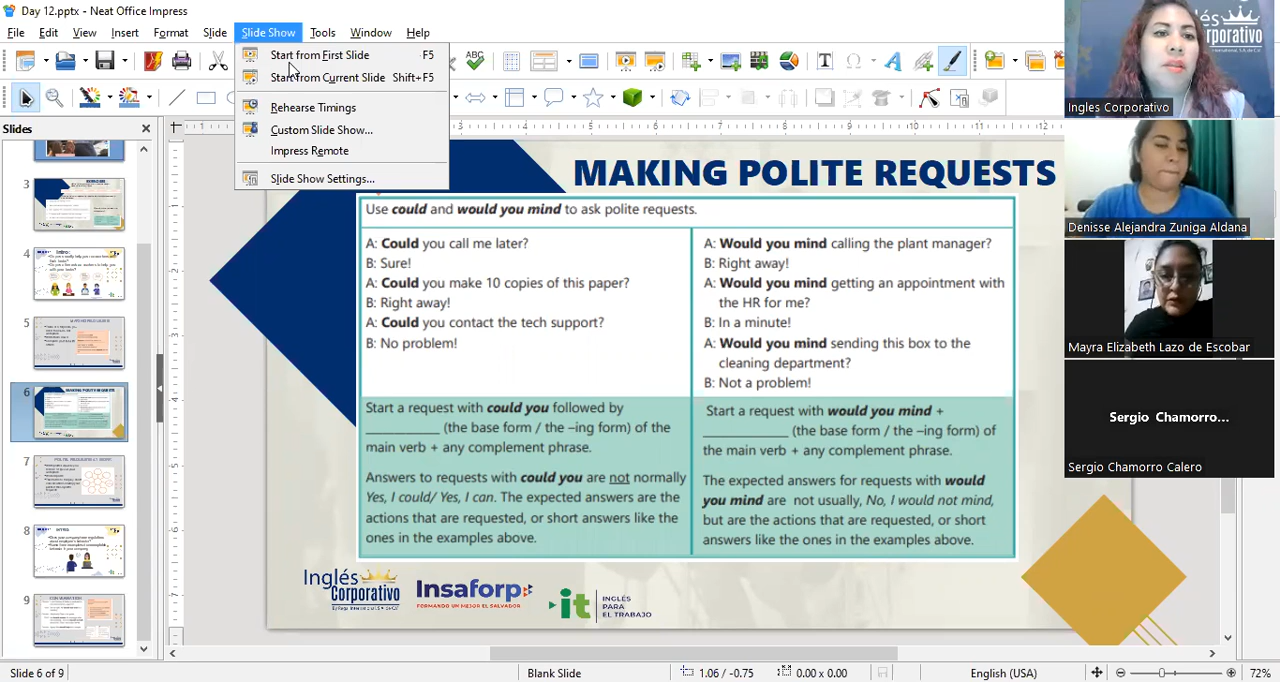 Day 12.pptx - Neat Office Impress
File Edit View Insert Format Slide Slide Show Tools Window Help
Start from First Slide F5
Start from Current Slide Shift+F5
Rehearse Timings
Custom Slide Show...
Impress Remote
Slide Show Settings...
Slides
3
4
5
6
7
8
9
MAKING POLITE REQUESTS
Use could and would you mind to ask polite requests.
A: Could you call me later?
B: Sure!
A: Could you make 10 copies of this paper?
B: Right away!
A: Could you contact the tech support?
B: No problem!
A: Would you mind calling the plant manager?
B: Right away!
A: Would you mind getting an appointment with
the HR for me?
B: In a minute!
A: Would you mind sending this box to the
cleaning department?
B: Not a problem!
Start a request with could you followed by
__________ (the base form / the –ing form) of the
main verb + any complement phrase.
Answers to requests with could you are not normally
Yes, I could/ Yes, I can. The expected answers are the
actions that are requested, or short answers like the
ones in the examples above.
Start a request with would you mind +
____________ (the base form / the –ing form) of
the main verb + any complement phrase.
The expected answers for requests with would
you mind are not usually, No, I would not mind,
but are the actions that are requested, or short
answers like the ones in the examples above.
Inglés
Corporativo
Insaforp
FORMANDO UN MEJOR EL SALVADOR
it
INGLÉS
PARA
EL TRABAJO
Ingles Corporativo
Denisse Alejandra Zuniga Aldana
Mayra Elizabeth Lazo de Escobar
Sergio Chamorro...
Sergio Chamorro Calero
Slide 6 of 9
Blank Slide
1.06 / -0.75
0.00 x 0.00
English (USA)
72%